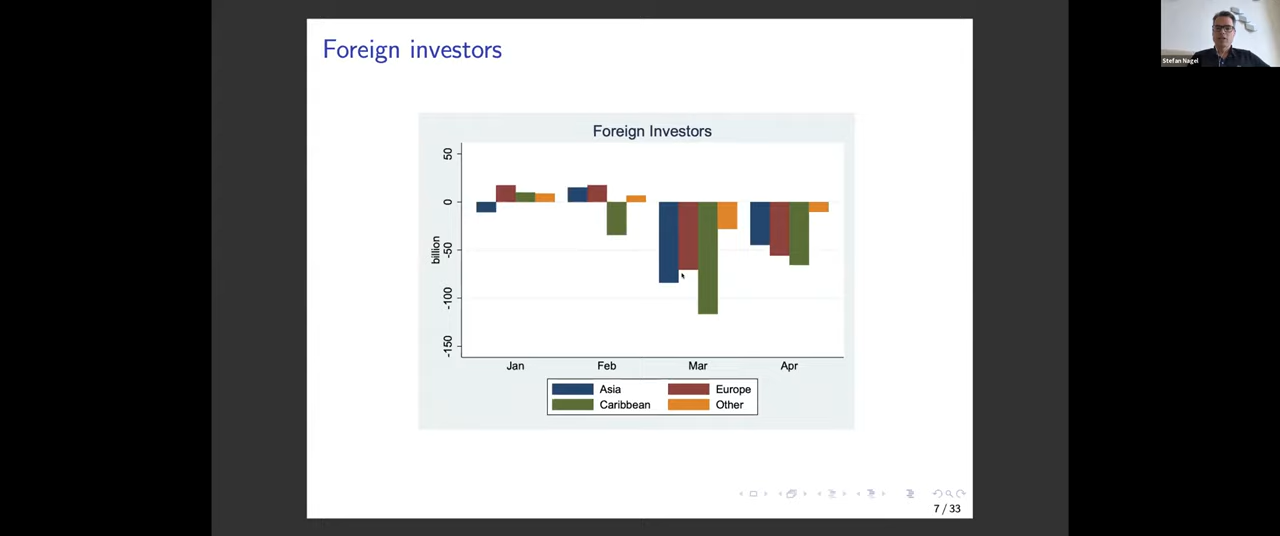 Foreign investors
Stefan Nagel
Foreign Investors
50
0
-50
-100
-150
billion
Jan Feb Mar Apr
Asia Europe
Caribbean Other
7 / 33